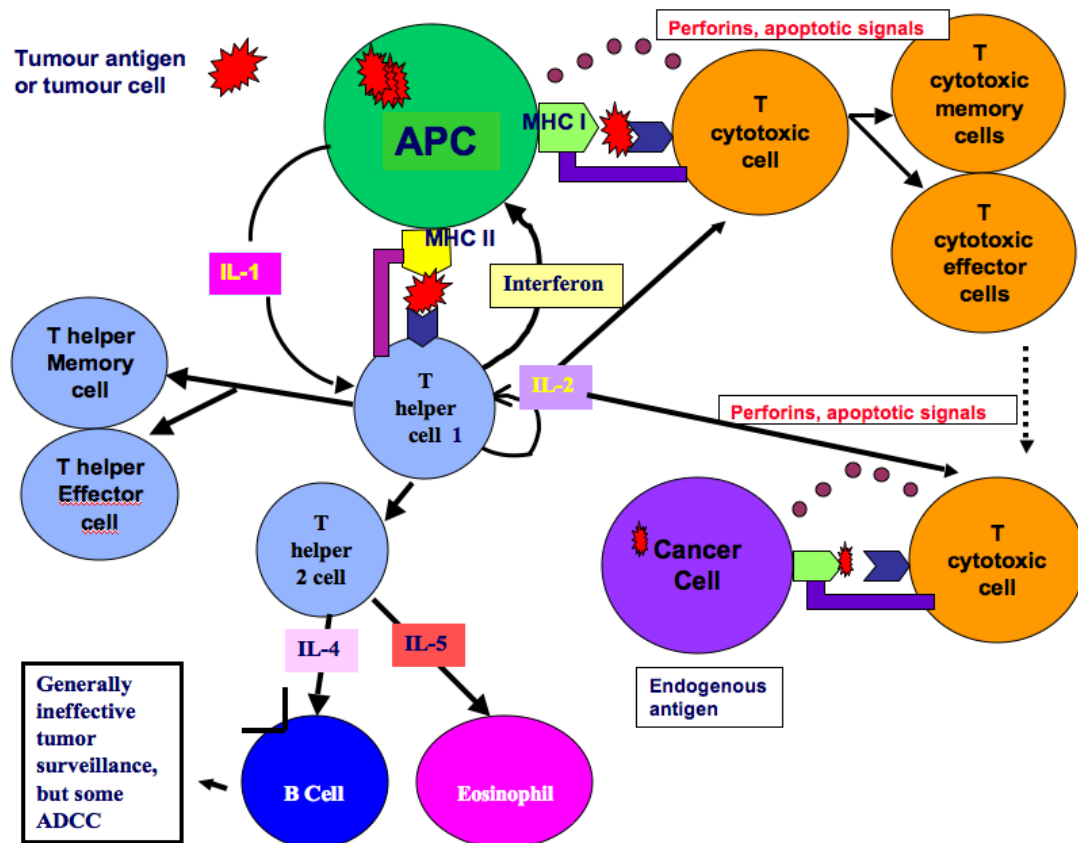 Tumour antigen
or tumour cell
APC
MHC I
Perforins, apoptotic signals
T
cytotoxic
cell
T
cytotoxic
memory
cells
T
cytotoxic
effector
cells
MHC II
IL-1
Interferon
T helper
Memory
cell
T helper
Effector
cell
T
helper
cell 1
IL-2
Perforins, apoptotic signals
T
helper
2 cell
Cancer
Cell
T
cytotoxic
cell
IL-4
IL-5
Endogenous
antigen
Generally
ineffective
tumor
surveillance,
but some
ADCC
B Cell
Eosinophil